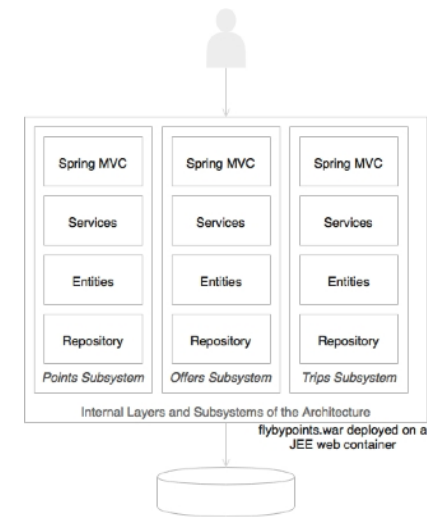 Spring MVC Spring MVC Spring MVC
Services Services Services
Entities Entities Entities
Repository Repository Repository
Points Subsystem Offers Subsystem Trips Subsystem
Internal Layers and Subsystems of the Architecture
flybypoints.war deployed on a
JEE web container